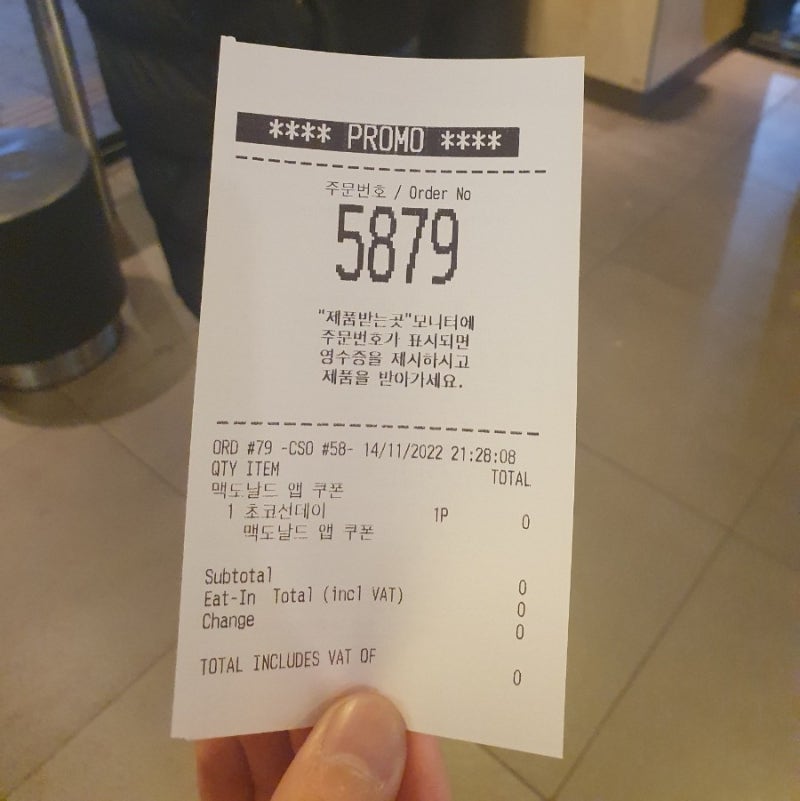 **** PROMO ****
주문번호 / Order No
5879
"제품받는곳"모니터에
주문번호가 표시되면
영수증을 제시하시고
제품을 받아가세요.
ORD #79 -CSO #58- 14/11/2022 21:28:08
QTY ITEM TOTAL
맥도날드 앱 쿠폰
1 초코선데이 1P 0
맥도날드 앱 쿠폰
Subtotal 0
Eat-In Total (incl VAT) 0
Change 0
TOTAL INCLUDES VAT OF 0